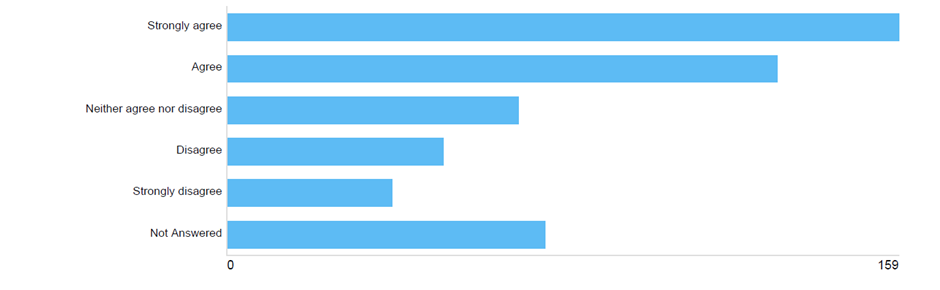 Strongly agree
Agree
Neither agree nor disagree
Disagree
Strongly disagree
Not Answered
0 159